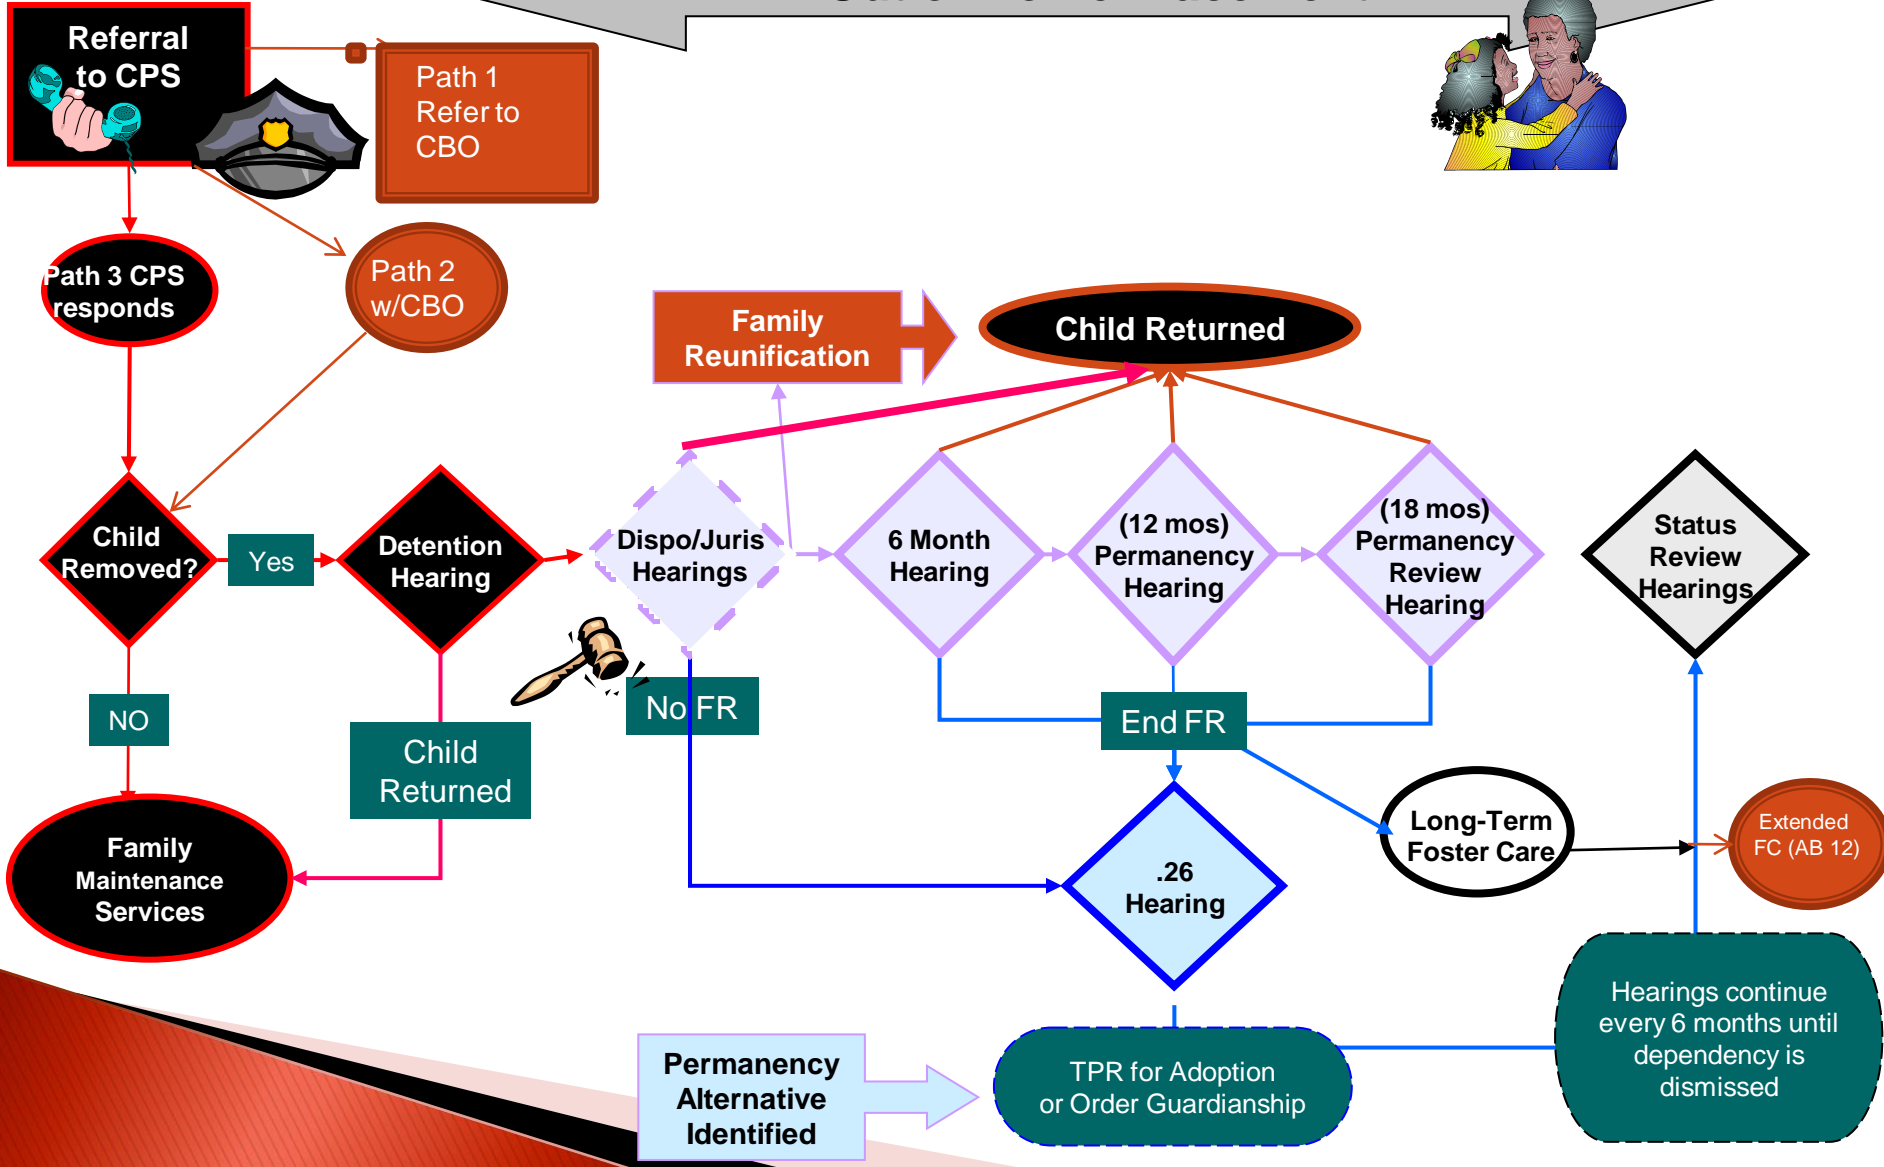 Referral
to CPS
Path 1
Refer to
CBO
Path 3 CPS
responds
Path 2
w/CBO
Family
Reunification
Child Returned
Child
Removed?
Yes
Detention
Hearing
Dispo/Juris
Hearings
6 Month
Hearing
(12 mos)
Permanency
Hearing
(18 mos)
Permanency
Review
Hearing
Status
Review
Hearings
NO
Child
Returned
No FR
End FR
Family
Maintenance
Services
.26
Hearing
Long-Term
Foster Care
Extended
FC (AB 12)
Permanency
Alternative
Identified
TPR for Adoption
or Order Guardianship
Hearings continue
every 6 months until
dependency is
dismissed